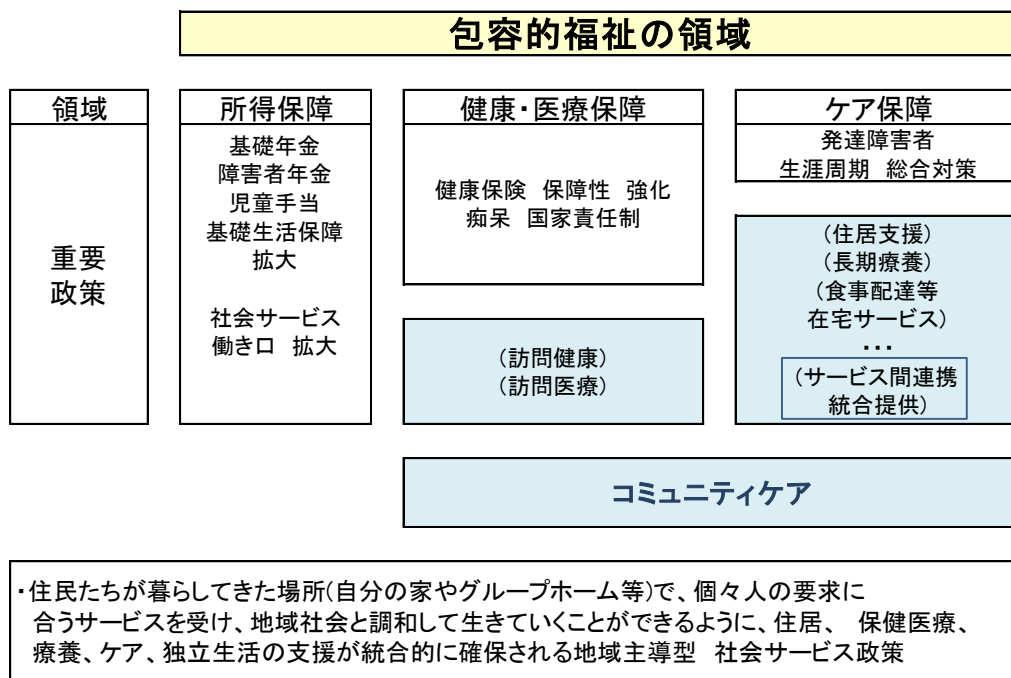 包容的福祉の領域
領域
重要
政策
所得保障
基礎年金
障害者年金
児童手当
基礎生活保障
拡大
社会サービス
働き口 拡大
健康・医療保障
健康保険 保障性 強化
痴呆 国家責任制
(訪問健康)
(訪問医療)
ケア保障
発達障害者
生涯周期 総合対策
(住居支援)
(長期療養)
(食事配達等
在宅サービス)
・・・
(サービス間連携
統合提供)
コミュニティケア
・住民たちが暮らしてきた場所(自分の家やグループホーム等)で、個々人の要求に
合うサービスを受け、地域社会と調和して生きていくことができるように、住居、 保健医療、
療養、ケア、独立生活の支援が統合的に確保される地域主導型 社会サービス政策